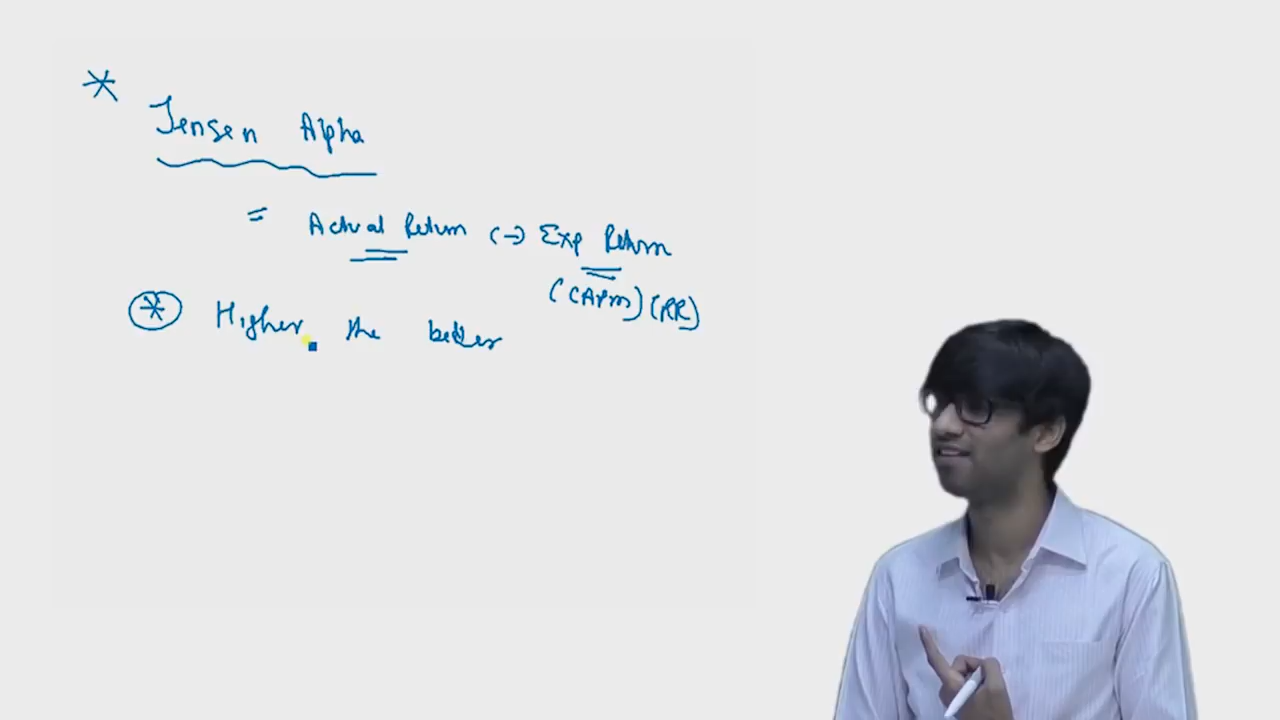 * Jensen Alpha
= Actual Return (-) Exp Return
(CAPM) (RR)
* Higher the better